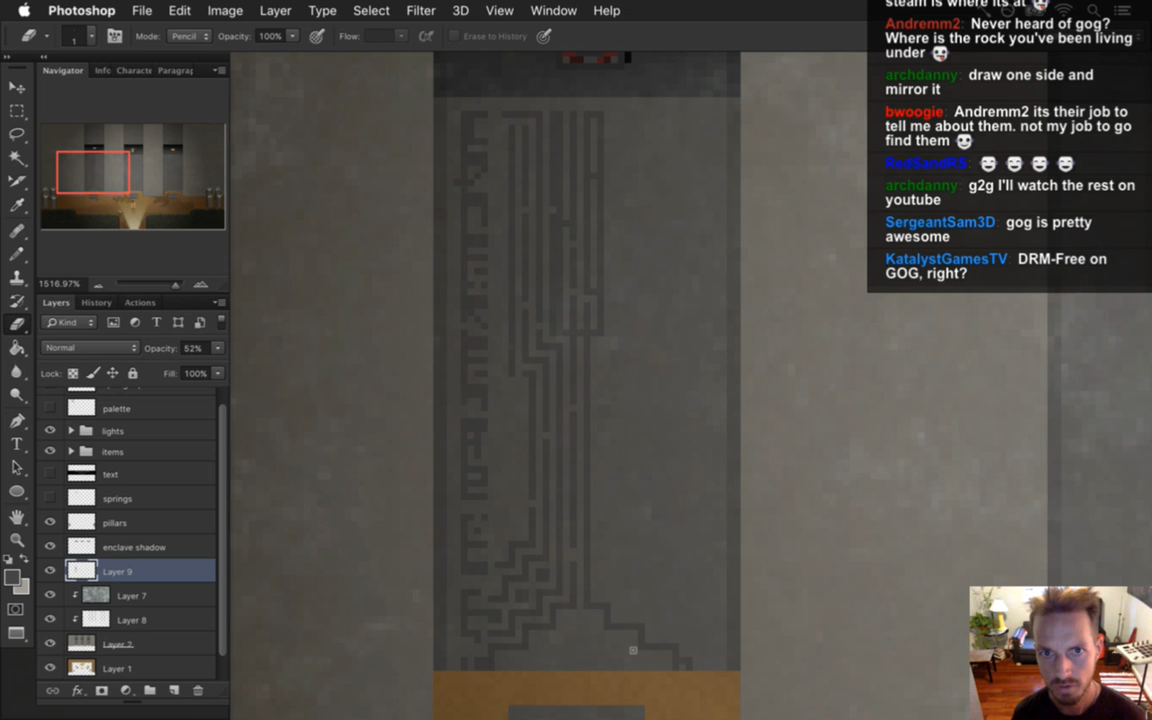 Photoshop File Edit Image Layer Type Select Filter 3D View Window Help
1 Mode: Pencil Opacity: 100% Flow: Erase to History
Navigator Info Characte Paragrap
1516.97%
Layers History Actions
Kind
Normal Opacity: 52%
Lock: Fill: 100%
palette
lights
items
text
springs
pillars
enclave shadow
Layer 9
Layer 7
Layer 8
Layer 2
Layer 1
fx
steam is where its at
Andremm2: Never heard of gog?
Where is the rock you've been living
under
archdanny: draw one side and
mirror it
bwoogie: Andremm2 its their job to
tell me about them. not my job to go
find them
RedSandRS:
archdanny: g2g I'll watch the rest on
youtube
SergeantSam3D: gog is pretty
awesome
KatalystGamesTV: DRM-Free on
GOG, right?